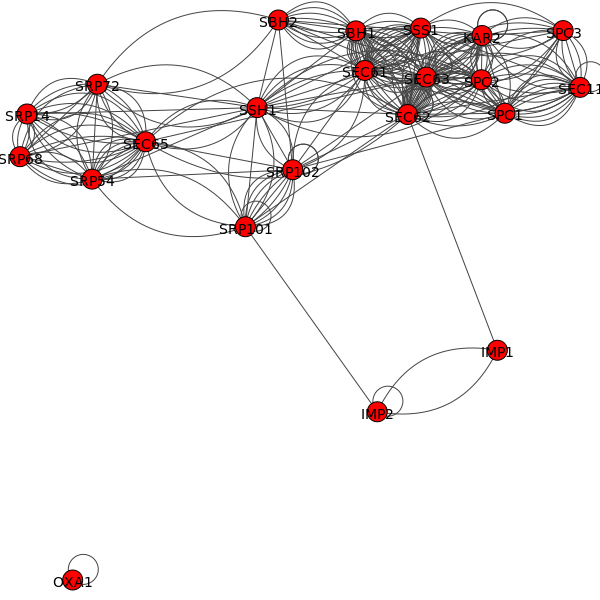 SBH2
SBH1
SSS1
KAR2
SPC3
SEC61
SEC63
SPC2
SEC11
SRP72
SSH1
SEC62
SPC1
SRP14
SEC65
SRP68
SRP54
SRP102
SRP101
IMP1
IMP2
OXA1